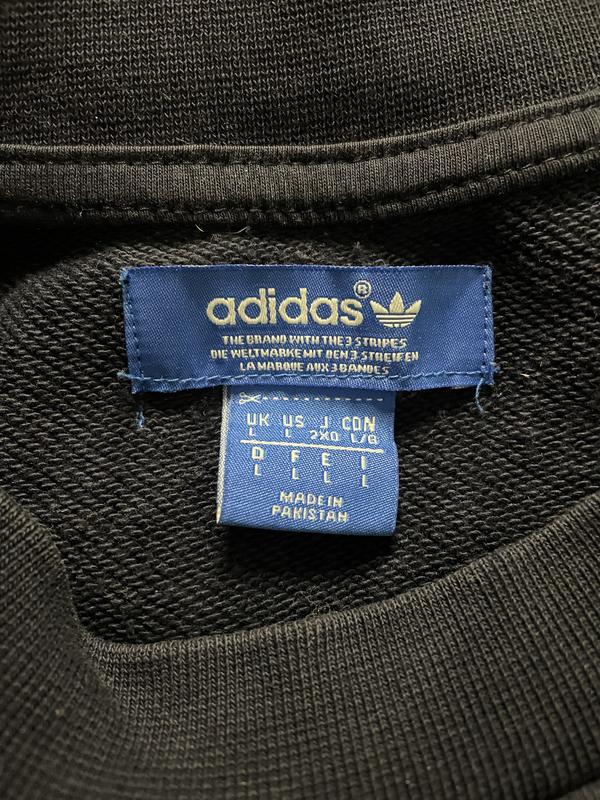 adidas®
THE BRAND WITH THE 3 STRIPES
DIE WELTMARKE MIT DEN 3 STREIFEN
LA MARQUE AUX 3 BANDES
UK US J CDN
L L 2XO L/G
D F E I
L L L L
MADE IN
PAKISTAN